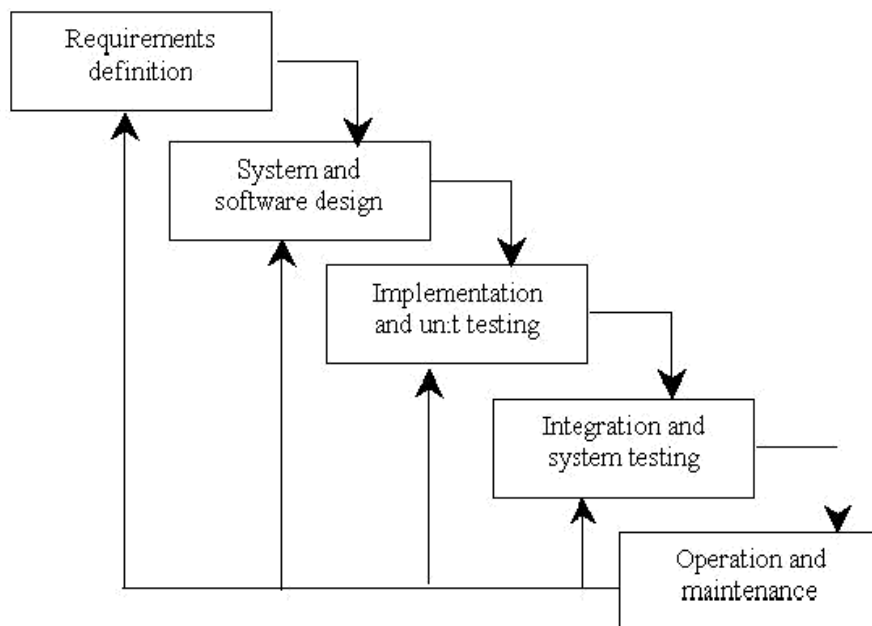 Requirements
definition
System and
software design
Implementation
and un:t testing
Integration and
system testing
Operation and
maintenance